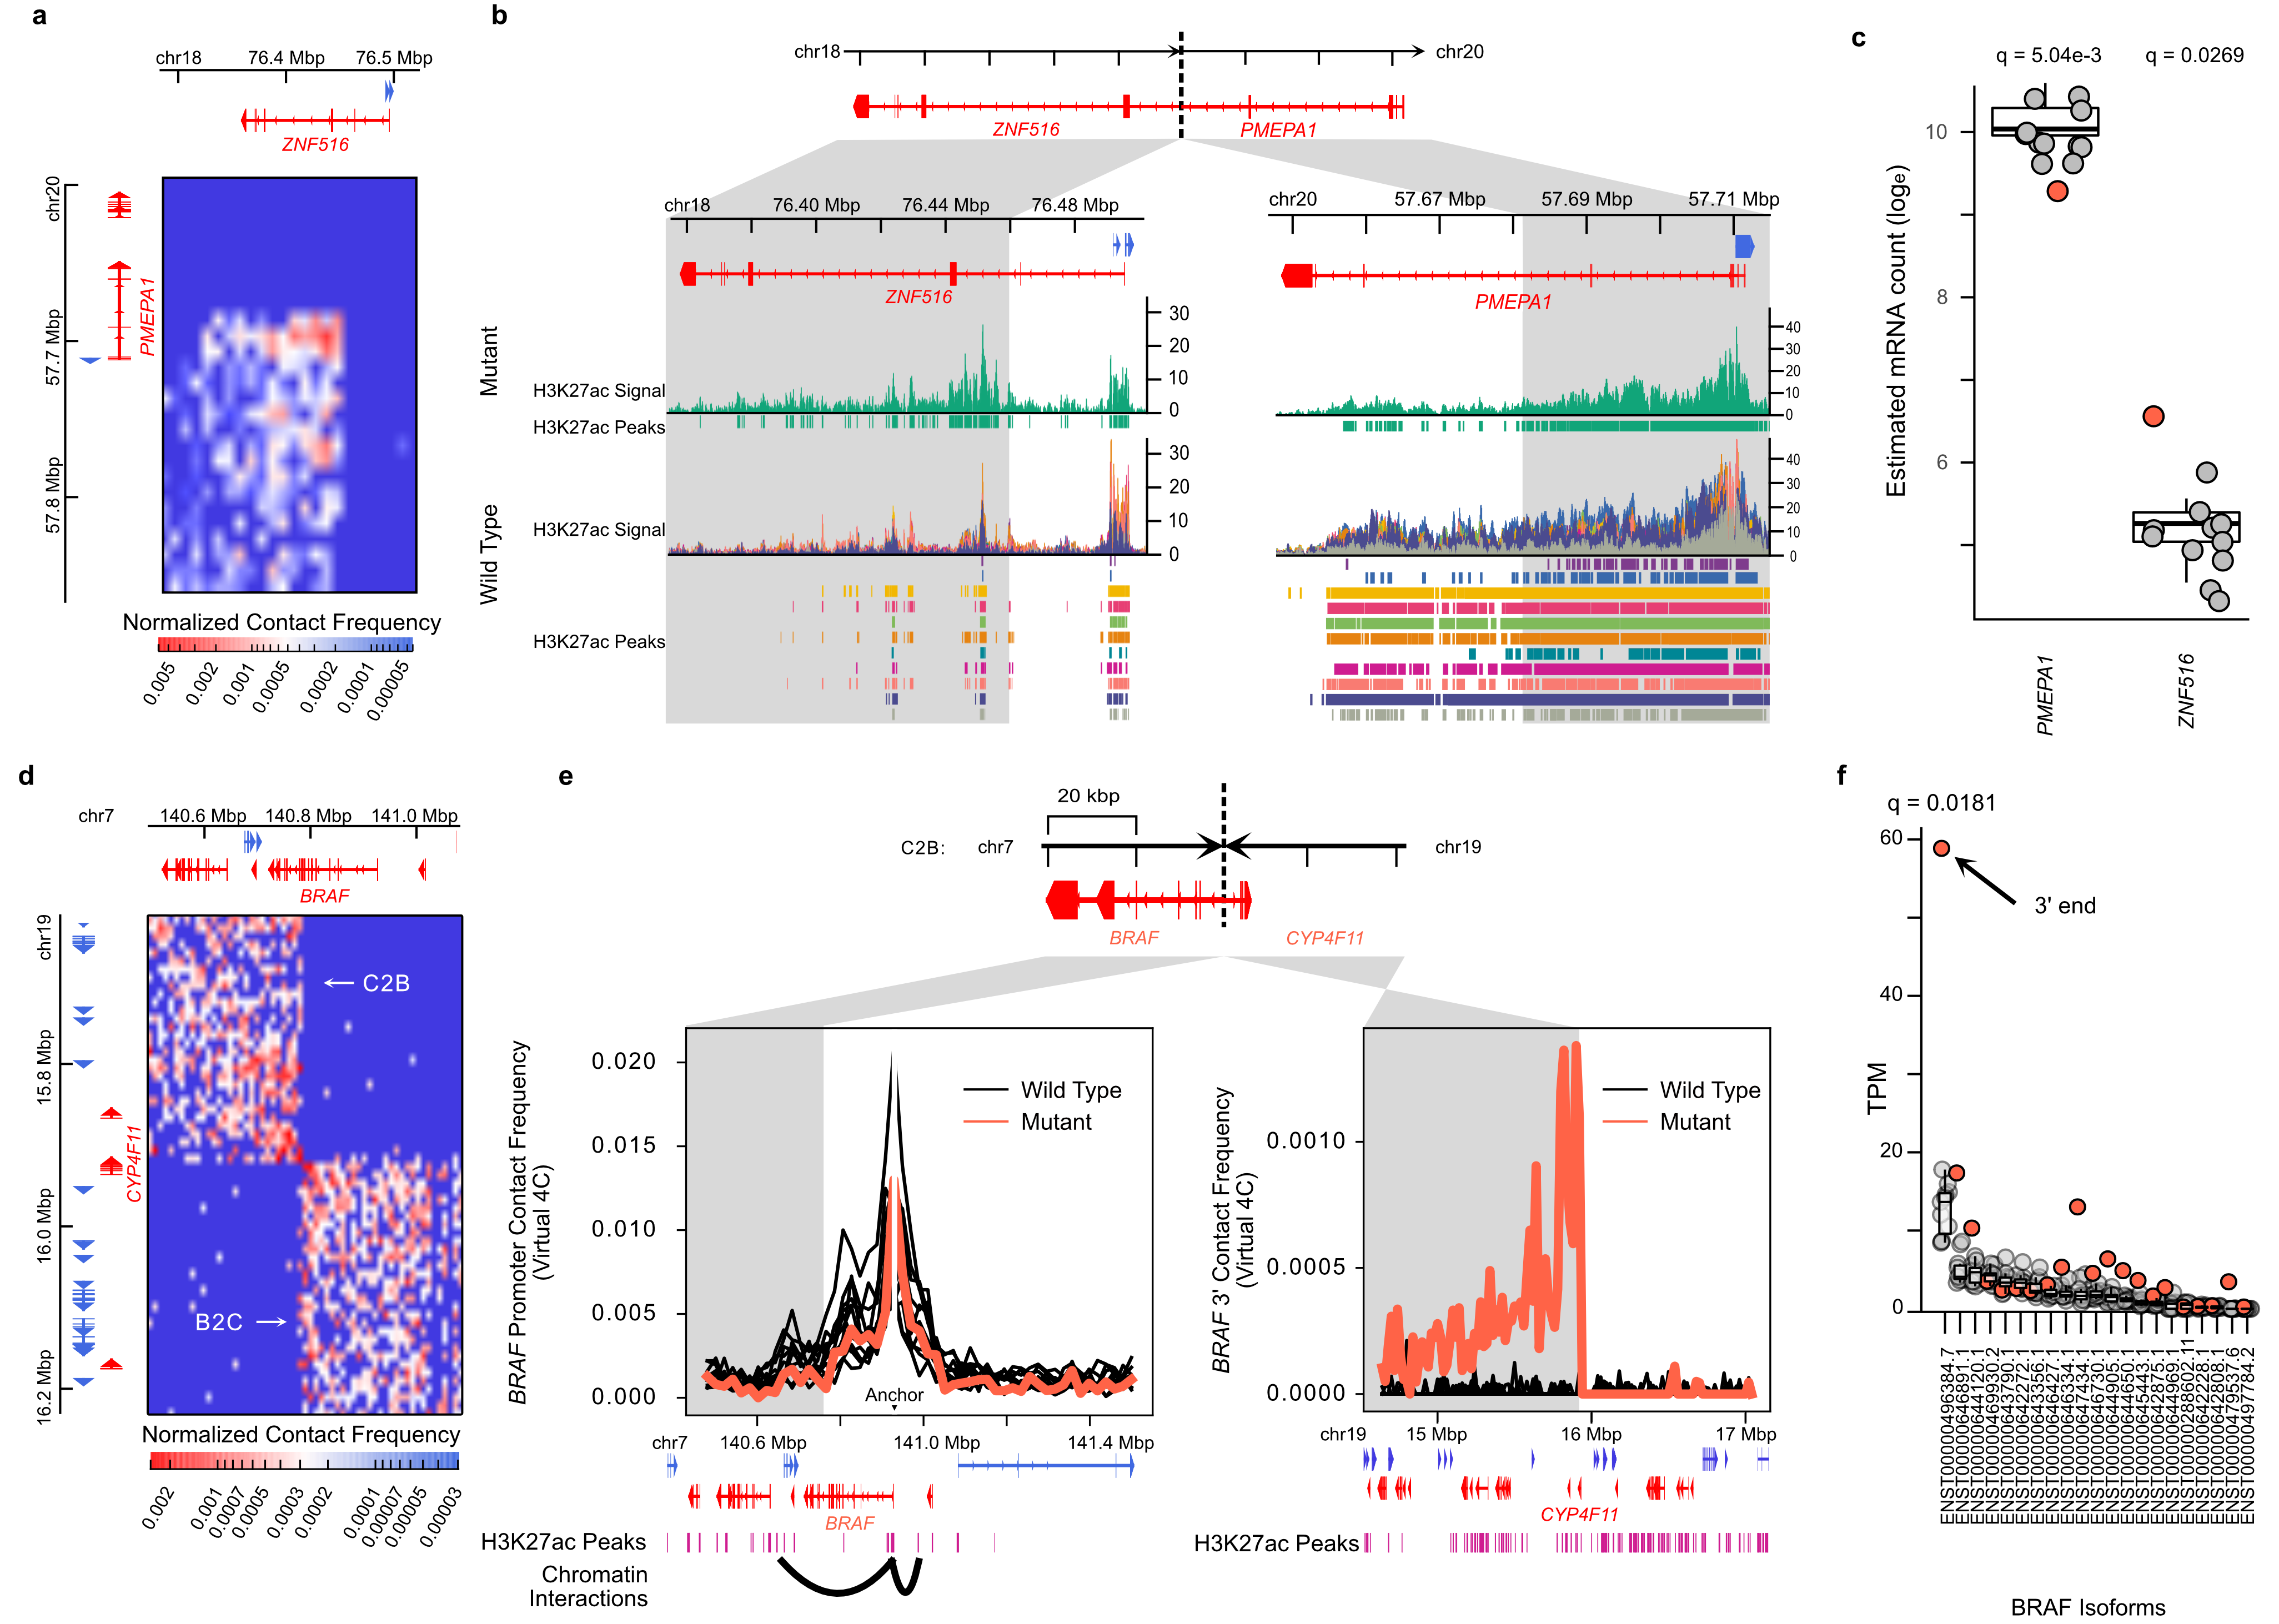 a
chr18 76.4 Mbp 76.5 Mbp
ZNF516
chr20
57.7 Mbp
57.8 Mbp
PMEPA1
Normalized Contact Frequency
0.005 0.002 0.001 0.0005 0.0002 0.0001 0.00005
b
chr18 chr20
ZNF516 PMEPA1
chr18 76.40 Mbp 76.44 Mbp 76.48 Mbp
ZNF516
chr20 57.67 Mbp 57.69 Mbp 57.71 Mbp
PMEPA1
Mutant
H3K27ac Signal
H3K27ac Peaks
30
20
10
0
40
30
20
10
0
Wild Type
H3K27ac Signal
H3K27ac Peaks
30
20
10
0
40
30
20
10
0
c
q = 5.04e-3 q = 0.0269
Estimated mRNA count (loge)
10
8
6
PMEPA1
ZNF516
d
chr7 140.6 Mbp 140.8 Mbp 141.0 Mbp
BRAF
chr19
15.8 Mbp
16.0 Mbp
16.2 Mbp
CYP4F11
C2B
B2C
Normalized Contact Frequency
0.002 0.001 0.0007 0.0005 0.0003 0.0002 0.0001 0.00007 0.00005 0.00003
e
20 kbp
C2B: chr7 chr19
BRAF CYP4F11
BRAF Promoter Contact Frequency
(Virtual 4C)
0.020
0.015
0.010
0.005
0.000
Wild Type
Mutant
Anchor
chr7 140.6 Mbp 141.0 Mbp 141.4 Mbp
BRAF
H3K27ac Peaks
Chromatin
Interactions
BRAF 3' Contact Frequency
(Virtual 4C)
0.0010
0.0005
0.0000
Wild Type
Mutant
chr19 15 Mbp 16 Mbp 17 Mbp
CYP4F11
H3K27ac Peaks
f
q = 0.0181
60
40
20
0
TPM
3' end
ENST00000496384.7
ENST00000646891.1
ENST00000644120.1
ENST00000469930.2
ENST00000643790.1
ENST00000642272.1
ENST00000643356.1
ENST00000646427.1
ENST00000646334.1
ENST00000647434.1
ENST00000646730.1
ENST00000644905.1
ENST00000644650.1
ENST00000645443.1
ENST00000642875.1
ENST00000644969.1
ENST00000288602.11
ENST00000642228.1
ENST00000642808.1
ENST00000479537.6
ENST00000497784.2
BRAF Isoforms